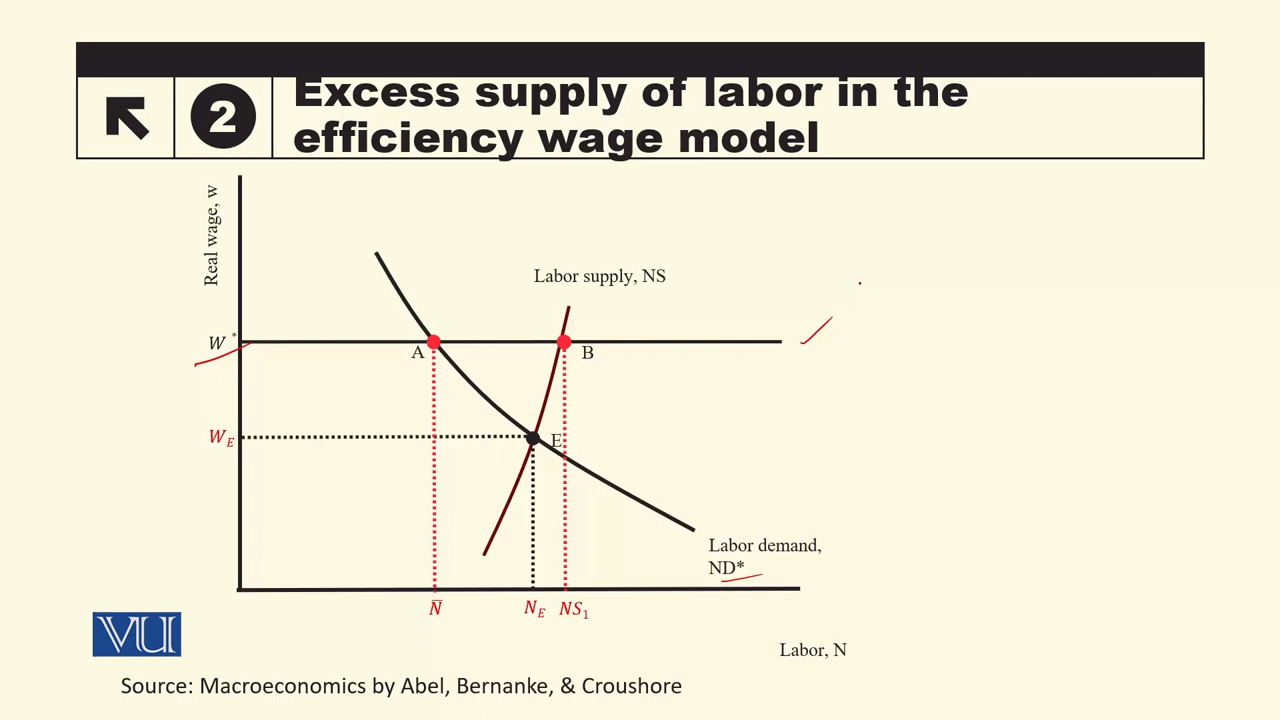 2
Excess supply of labor in the
efficiency wage model
Real wage, w
Labor supply, NS
W*
A
B
W_E
E
Labor demand,
ND*
N̅
N_E
NS₁
Labor, N
VU
Source: Macroeconomics by Abel, Bernanke, & Croushore